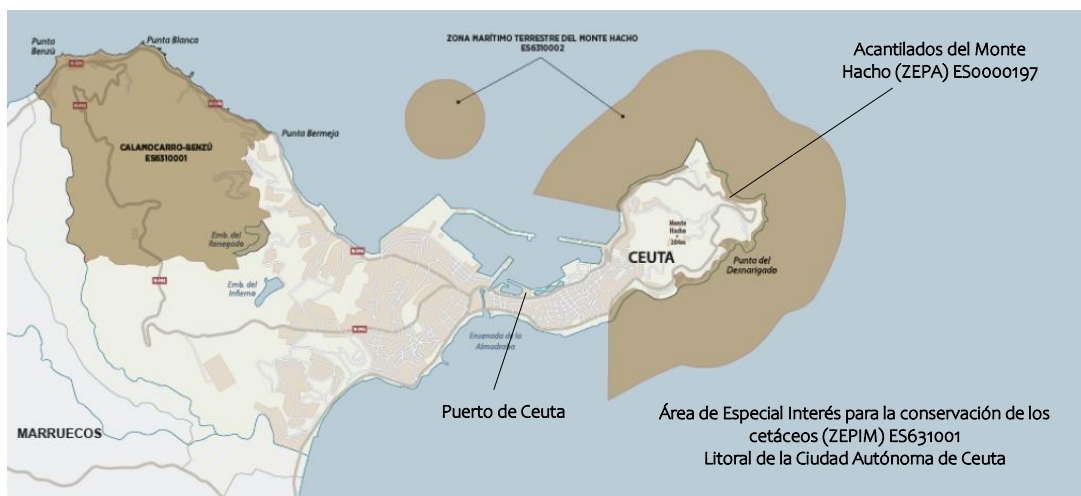 Punta
Benzù
Punta Blanca
ZONA MARÍTIMO TERRESTRE DEL MONTE HACHO
ES6310002
Acantilados del Monte
Hacho (ZEPA) ES0000197
Punta Bermeja
CALAMOCARRO-BENZÚ
ES6310001
Emb. del
Renegado
Monte
Hacho
204m
CEUTA
Punta del
Desnarigado
Emb. del
Infierno
Ensenada de la
Almadraba
Puerto de Ceuta
Área de Especial Interés para la conservación de los
cetáceos (ZEPIM) ES631001
Litoral de la Ciudad Autónoma de Ceuta
MARRUECOS